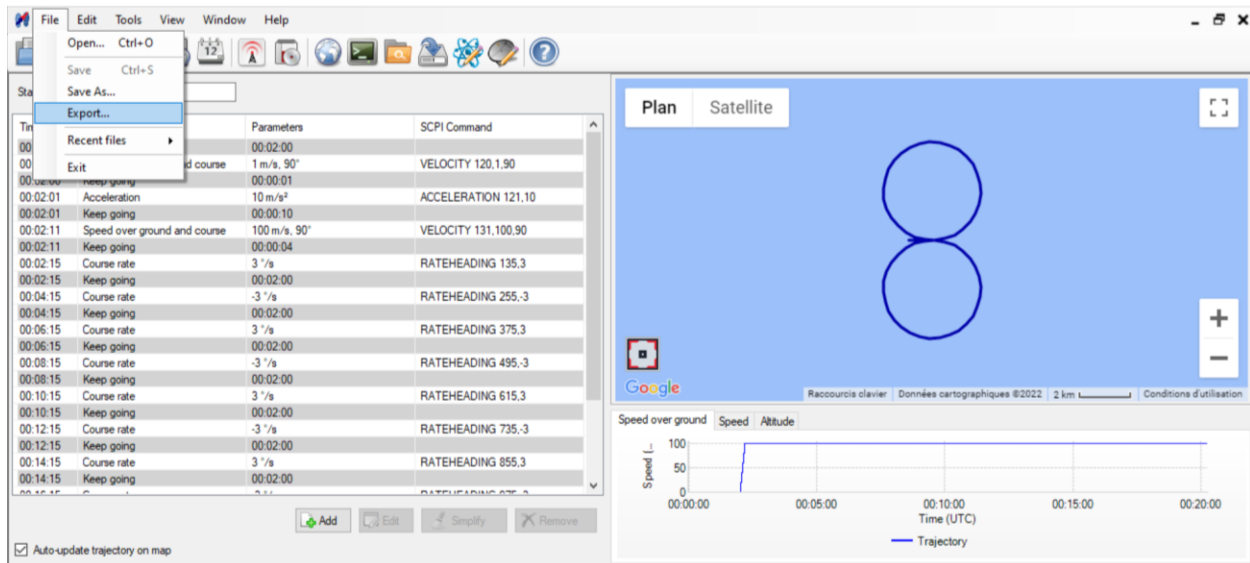 File Edit Tools View Window Help
Open... Ctrl+O
Save Ctrl+S
Save As...
Export...
Recent files
Exit
12
Sta
Tim Parameters SCPI Command
00 00:02:00
00 d course 1 m/s, 90° VELOCITY 120,1,90
00:02:00 Keep going 00:00:01
00:02:01 Acceleration 10 m/s² ACCELERATION 121,10
00:02:01 Keep going 00:00:10
00:02:11 Speed over ground and course 100 m/s, 90° VELOCITY 131,100,90
00:02:11 Keep going 00:00:04
00:02:15 Course rate 3 °/s RATEHEADING 135,3
00:02:15 Keep going 00:02:00
00:04:15 Course rate -3 °/s RATEHEADING 255,-3
00:04:15 Keep going 00:02:00
00:06:15 Course rate 3 °/s RATEHEADING 375,3
00:06:15 Keep going 00:02:00
00:08:15 Course rate -3 °/s RATEHEADING 495,-3
00:08:15 Keep going 00:02:00
00:10:15 Course rate 3 °/s RATEHEADING 615,3
00:10:15 Keep going 00:02:00
00:12:15 Course rate -3 °/s RATEHEADING 735,-3
00:12:15 Keep going 00:02:00
00:14:15 Course rate 3 °/s RATEHEADING 855,3
00:14:15 Keep going 00:02:00
Add Edit Simplify Remove
Auto-update trajectory on map
Plan Satellite
Google
Raccourcis clavier Données cartographiques ©2022 2 km Conditions d'utilisation
Speed over ground Speed Altitude
Speed (...
100
50
0
00:00:00 00:05:00 00:10:00 00:15:00 00:20:00
Time (UTC)
Trajectory